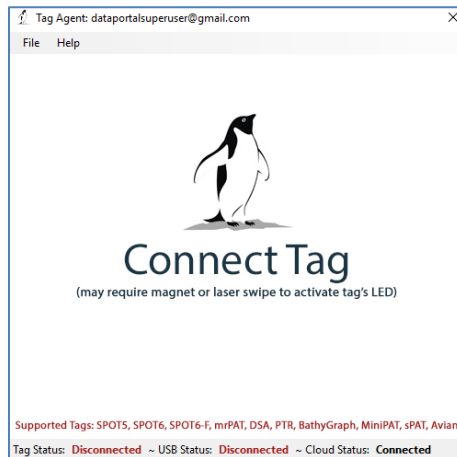 Tag Agent: dataportalsuperuser@gmail.com
File Help
Connect Tag
(may require magnet or laser swipe to activate tag's LED)
Supported Tags: SPOT5, SPOT6, SPOT6-F, mrPAT, DSA, PTR, BathyGraph, MiniPAT, sPAT, Avian
Tag Status: Disconnected ~ USB Status: Disconnected ~ Cloud Status: Connected